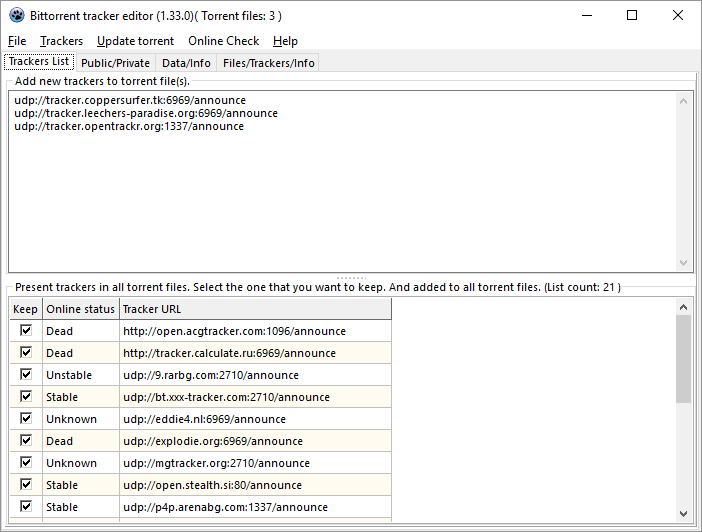 Bittorrent tracker editor (1.33.0)( Torrent files: 3 )
File Trackers Update torrent Online Check Help
Trackers List Public/Private Data/Info Files/Trackers/Info
Add new trackers to torrent file(s).
udp://tracker.coppersurfer.tk:6969/announce
udp://tracker.leechers-paradise.org:6969/announce
udp://tracker.opentrackr.org:1337/announce
Present trackers in all torrent files. Select the one that you want to keep. And added to all torrent files. (List count: 21 )
Keep Online status Tracker URL
Dead http://open.acgtracker.com:1096/announce
Dead http://tracker.calculate.ru:6969/announce
Unstable udp://9.rarbg.com:2710/announce
Stable udp://bt.xxx-tracker.com:2710/announce
Unknown udp://eddie4.nl:6969/announce
Dead udp://explodie.org:6969/announce
Unknown udp://mgtracker.org:2710/announce
Stable udp://open.stealth.si:80/announce
Stable udp://p4p.arenabg.com:1337/announce